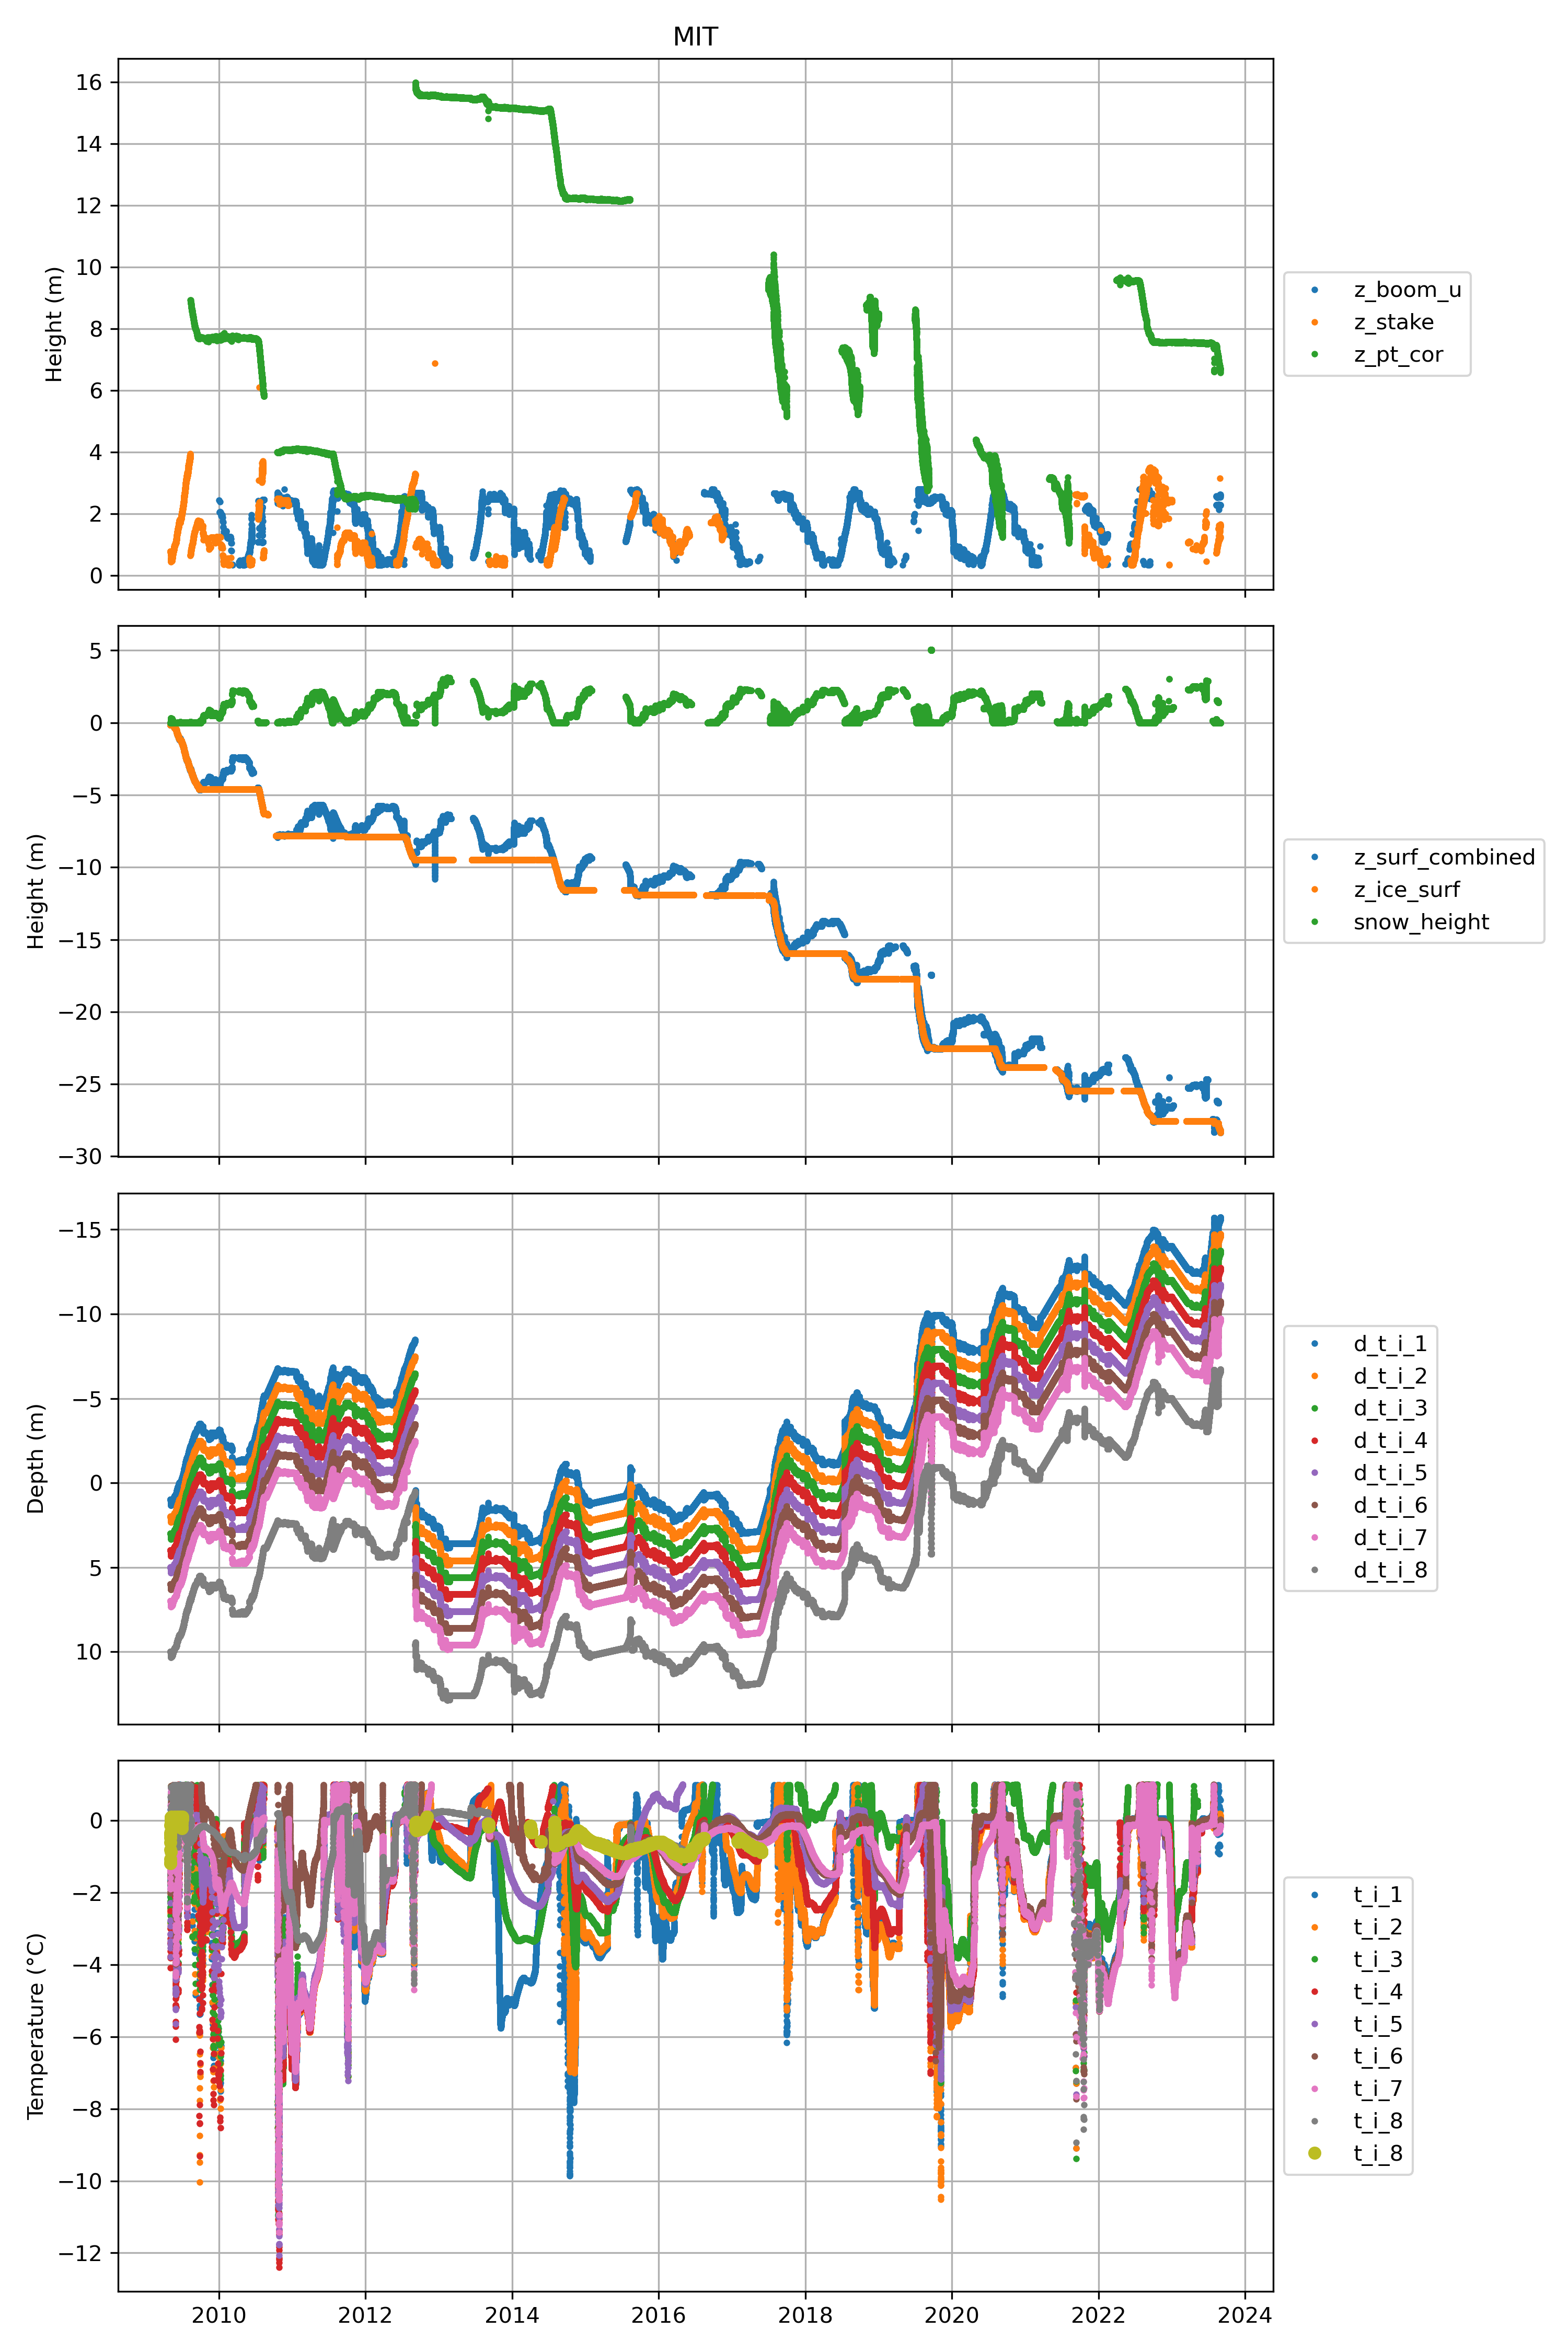 MIT
16
14
12
10
8
6
4
2
0
Height (m)
z_boom_u
z_stake
z_pt_cor
5
0
−5
−10
−15
−20
−25
−30
Height (m)
z_surf_combined
z_ice_surf
snow_height
−15
−10
−5
0
5
10
Depth (m)
d_t_i_1
d_t_i_2
d_t_i_3
d_t_i_4
d_t_i_5
d_t_i_6
d_t_i_7
d_t_i_8
0
−2
−4
−6
−8
−10
−12
Temperature (°C)
t_i_1
t_i_2
t_i_3
t_i_4
t_i_5
t_i_6
t_i_7
t_i_8
t_i_8
2010 2012 2014 2016 2018 2020 2022 2024